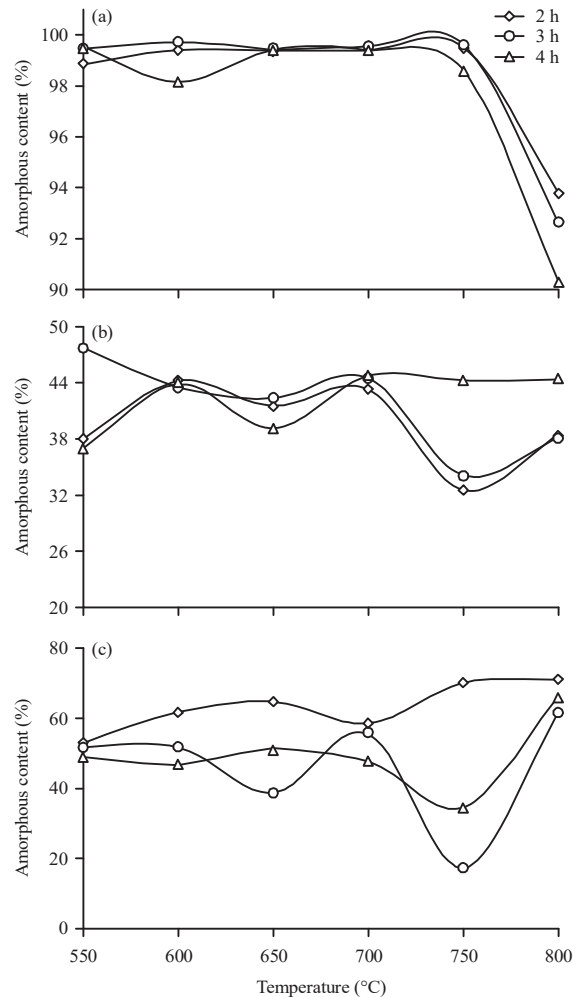 (a)
2 h
3 h
4 h
100
98
96
94
92
90
Amorphous content (%)
(b)
50
44
38
32
26
20
Amorphous content (%)
(c)
80
60
40
20
0
Amorphous content (%)
550 600 650 700 750 800
Temperature (°C)